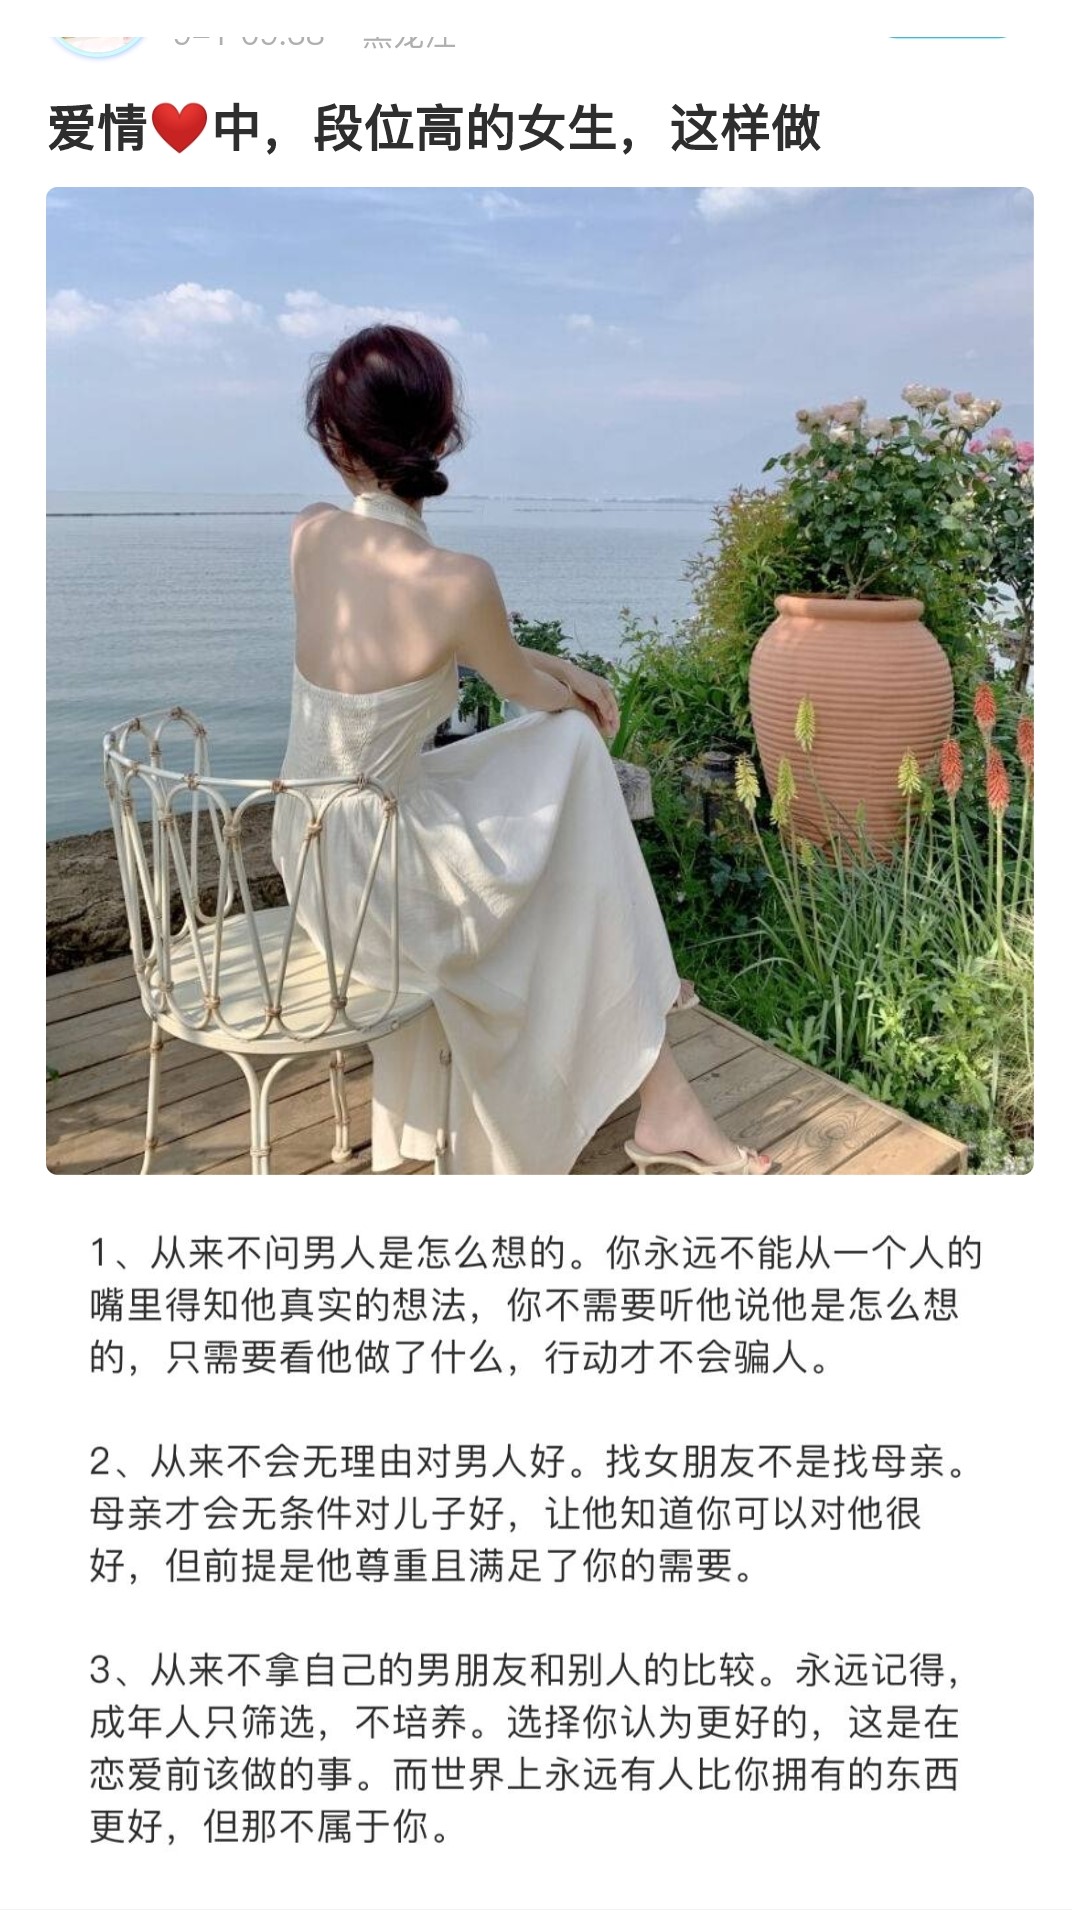 爱情❤️中，段位高的女生，这样做
1、从来不问男人是怎么想的。你永远不能从一个人的
嘴里得知他真实的想法，你不需要听他说他是怎么想
的，只需要看他做了什么，行动才不会骗人。
2、从来不会无理由对男人好。找女朋友不是找母亲。
母亲才会无条件对儿子好，让他知道你可以对他很
好，但前提是他尊重且满足了你的需要。
3、从来不拿自己的男朋友和别人的比较。永远记得，
成年人只筛选，不培养。选择你认为更好的，这是在
恋爱前该做的事。而世界上永远有人比你拥有的东西
更好，但那不属于你。